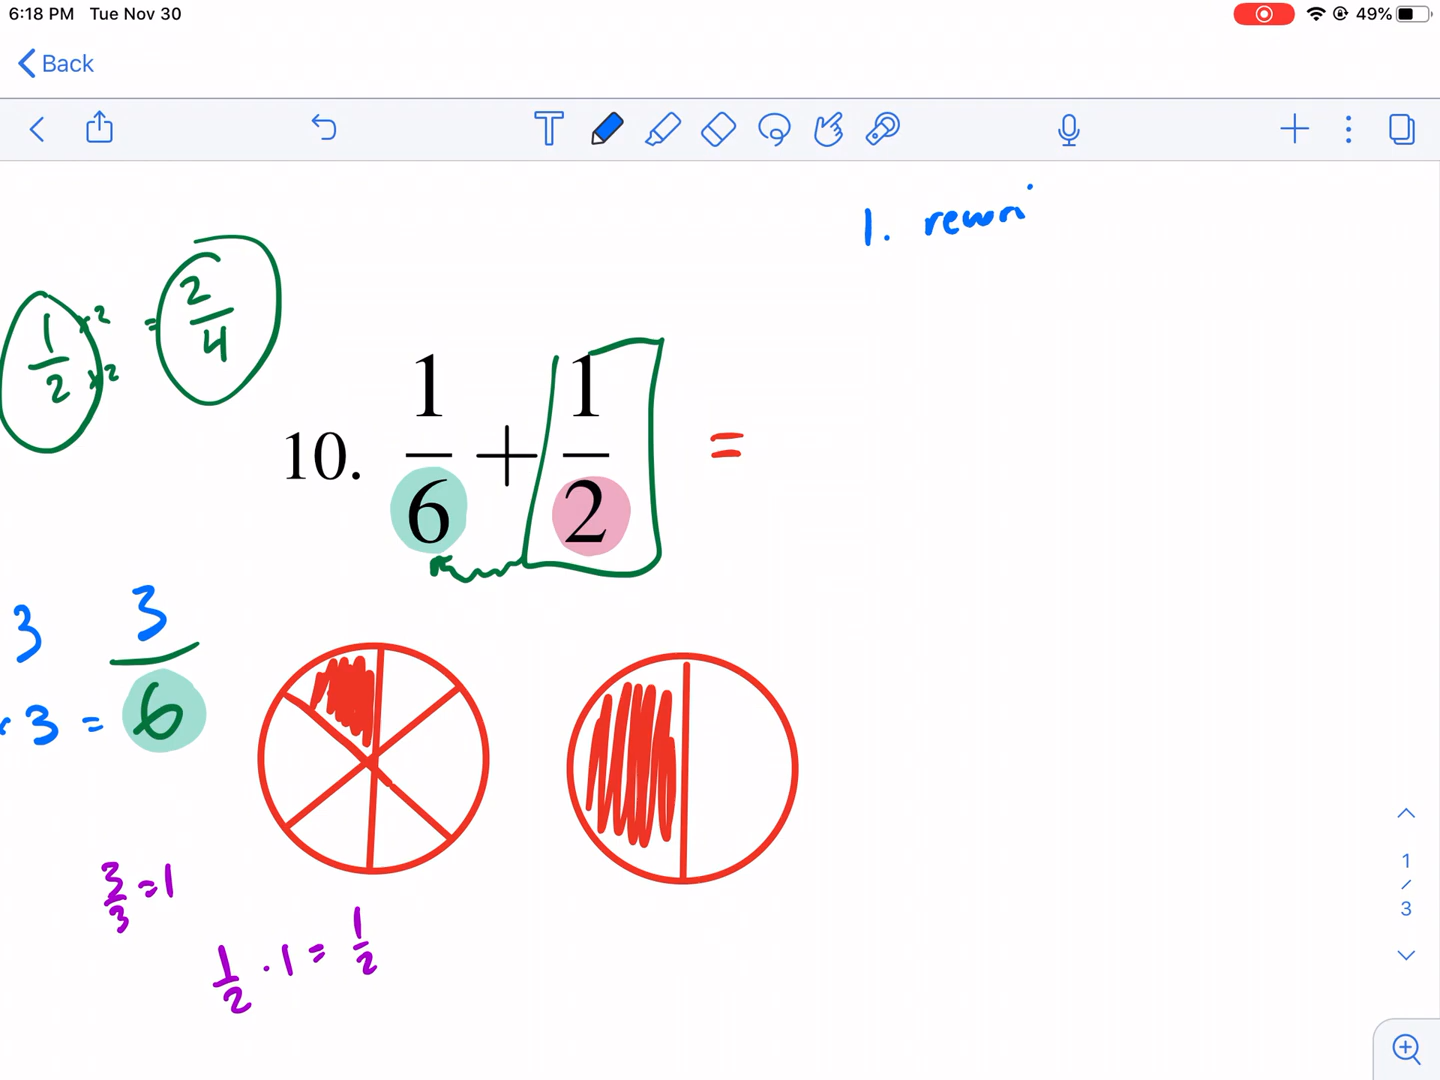 6:18 PM Tue Nov 30 49%
Back
T
1. rewri
1/2 ×2 ×2 = 2/4
10. 1/6 + 1/2 =
3 3/6
× 3 =
3/3 = 1
1/2 · 1 = 1/2
1
/
3